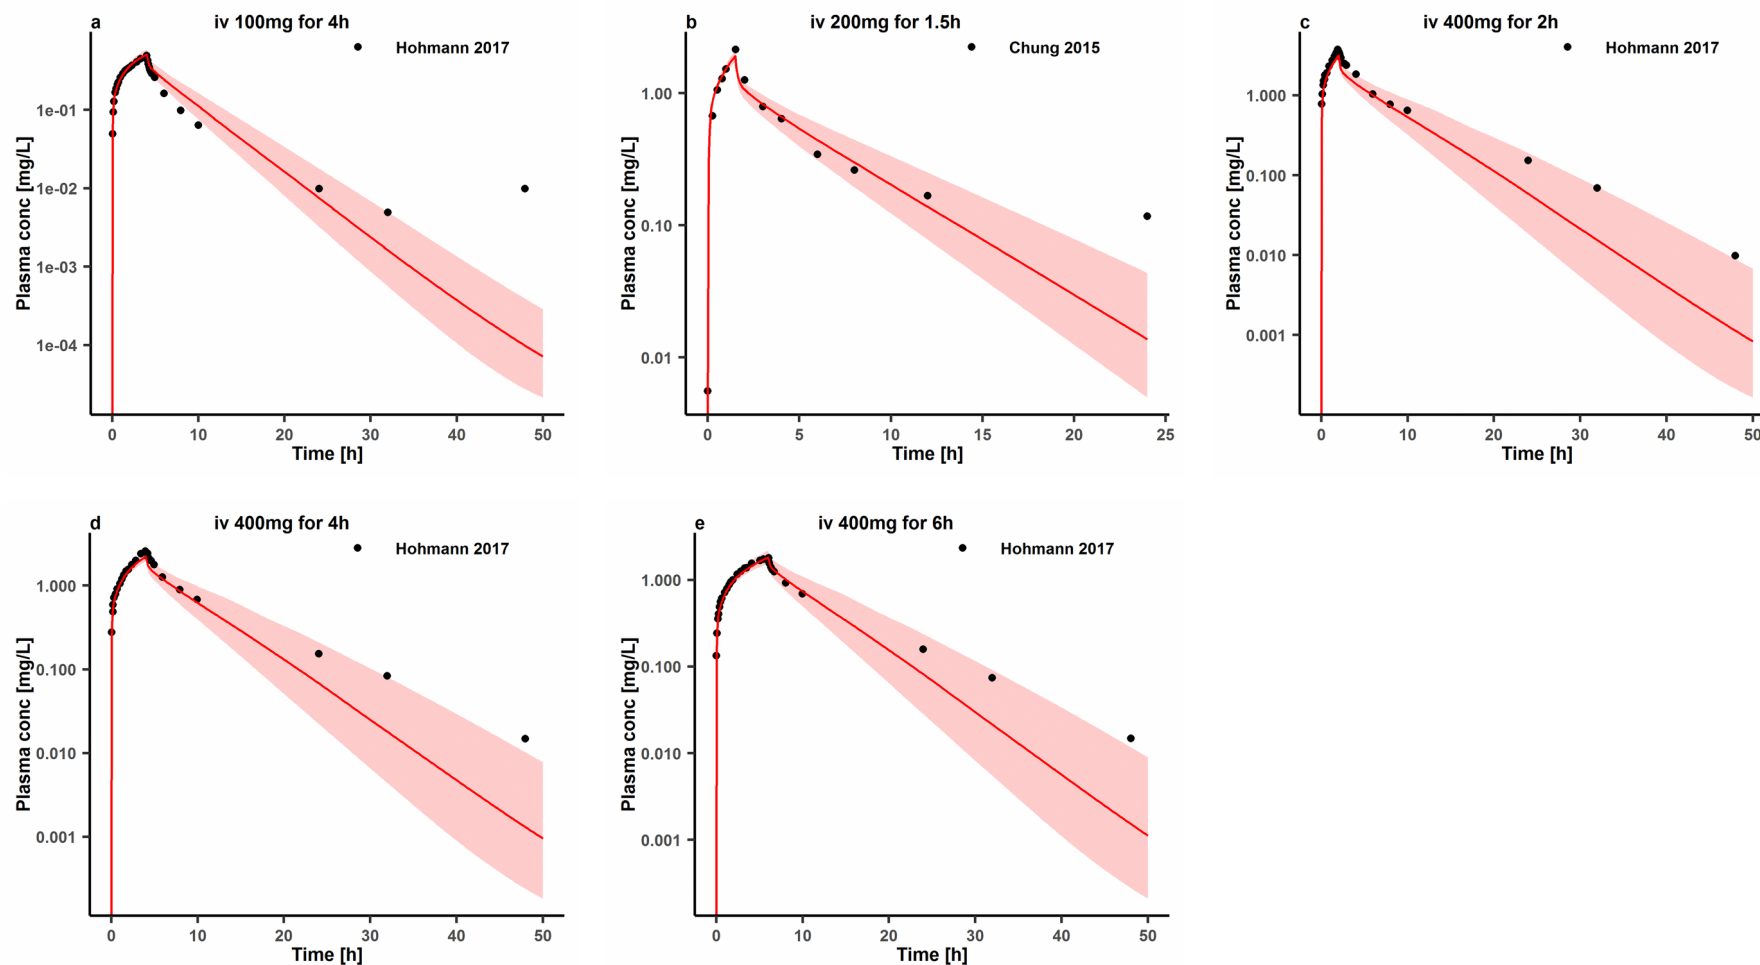 a
iv 100mg for 4h
Hohmann 2017
Plasma conc [mg/L]
1e-01
1e-02
1e-03
1e-04
0 10 20 30 40 50
Time [h]
b
iv 200mg for 1.5h
Chung 2015
Plasma conc [mg/L]
1.00
0.10
0.01
0 5 10 15 20 25
Time [h]
c
iv 400mg for 2h
Hohmann 2017
Plasma conc [mg/L]
1.000
0.100
0.010
0.001
0 10 20 30 40 50
Time [h]
d
iv 400mg for 4h
Hohmann 2017
Plasma conc [mg/L]
1.000
0.100
0.010
0.001
0 10 20 30 40 50
Time [h]
e
iv 400mg for 6h
Hohmann 2017
Plasma conc [mg/L]
1.000
0.100
0.010
0.001
0 10 20 30 40 50
Time [h]